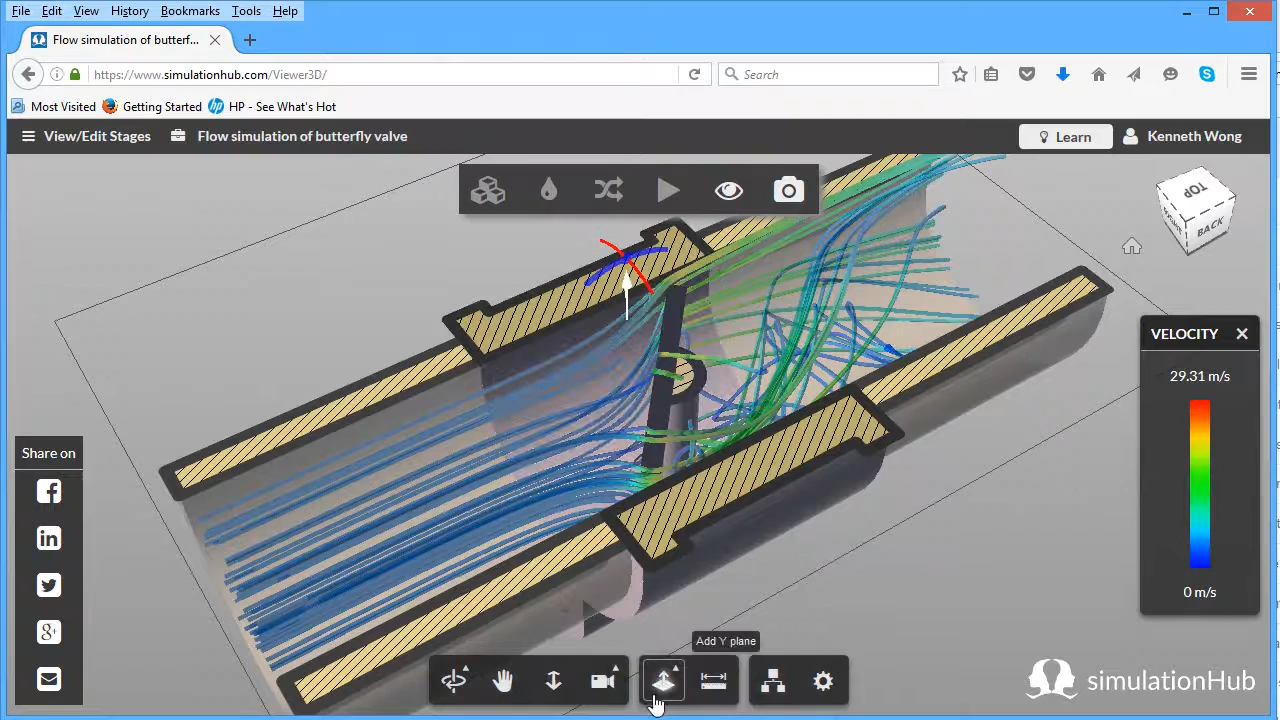 File Edit View History Bookmarks Tools Help
Flow simulation of butterf...
https://www.simulationhub.com/Viewer3D/
Search
Most Visited Getting Started HP - See What's Hot
View/Edit Stages Flow simulation of butterfly valve Learn Kenneth Wong
TOP
BACK
VELOCITY
29.31 m/s
0 m/s
Share on
Add Y plane
simulationHub